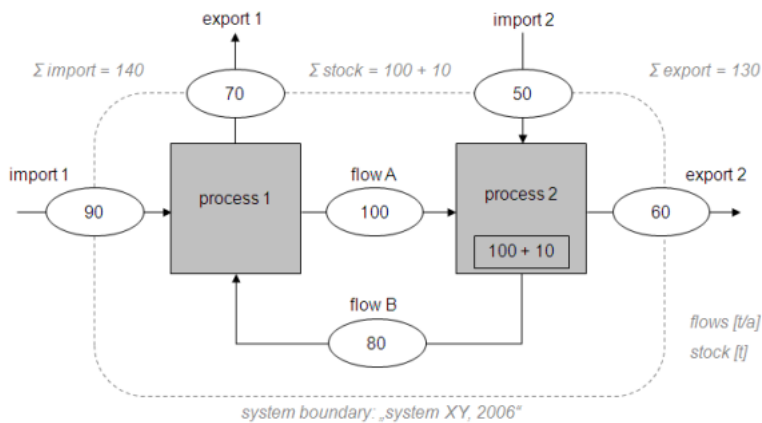 export 1
import 2
Σ import = 140
Σ stock = 100 + 10
Σ export = 130
70
50
import 1
process 1
flow A
process 2
export 2
90
100
60
100 + 10
flow B
80
flows [t/a]
stock [t]
system boundary: „system XY, 2006“